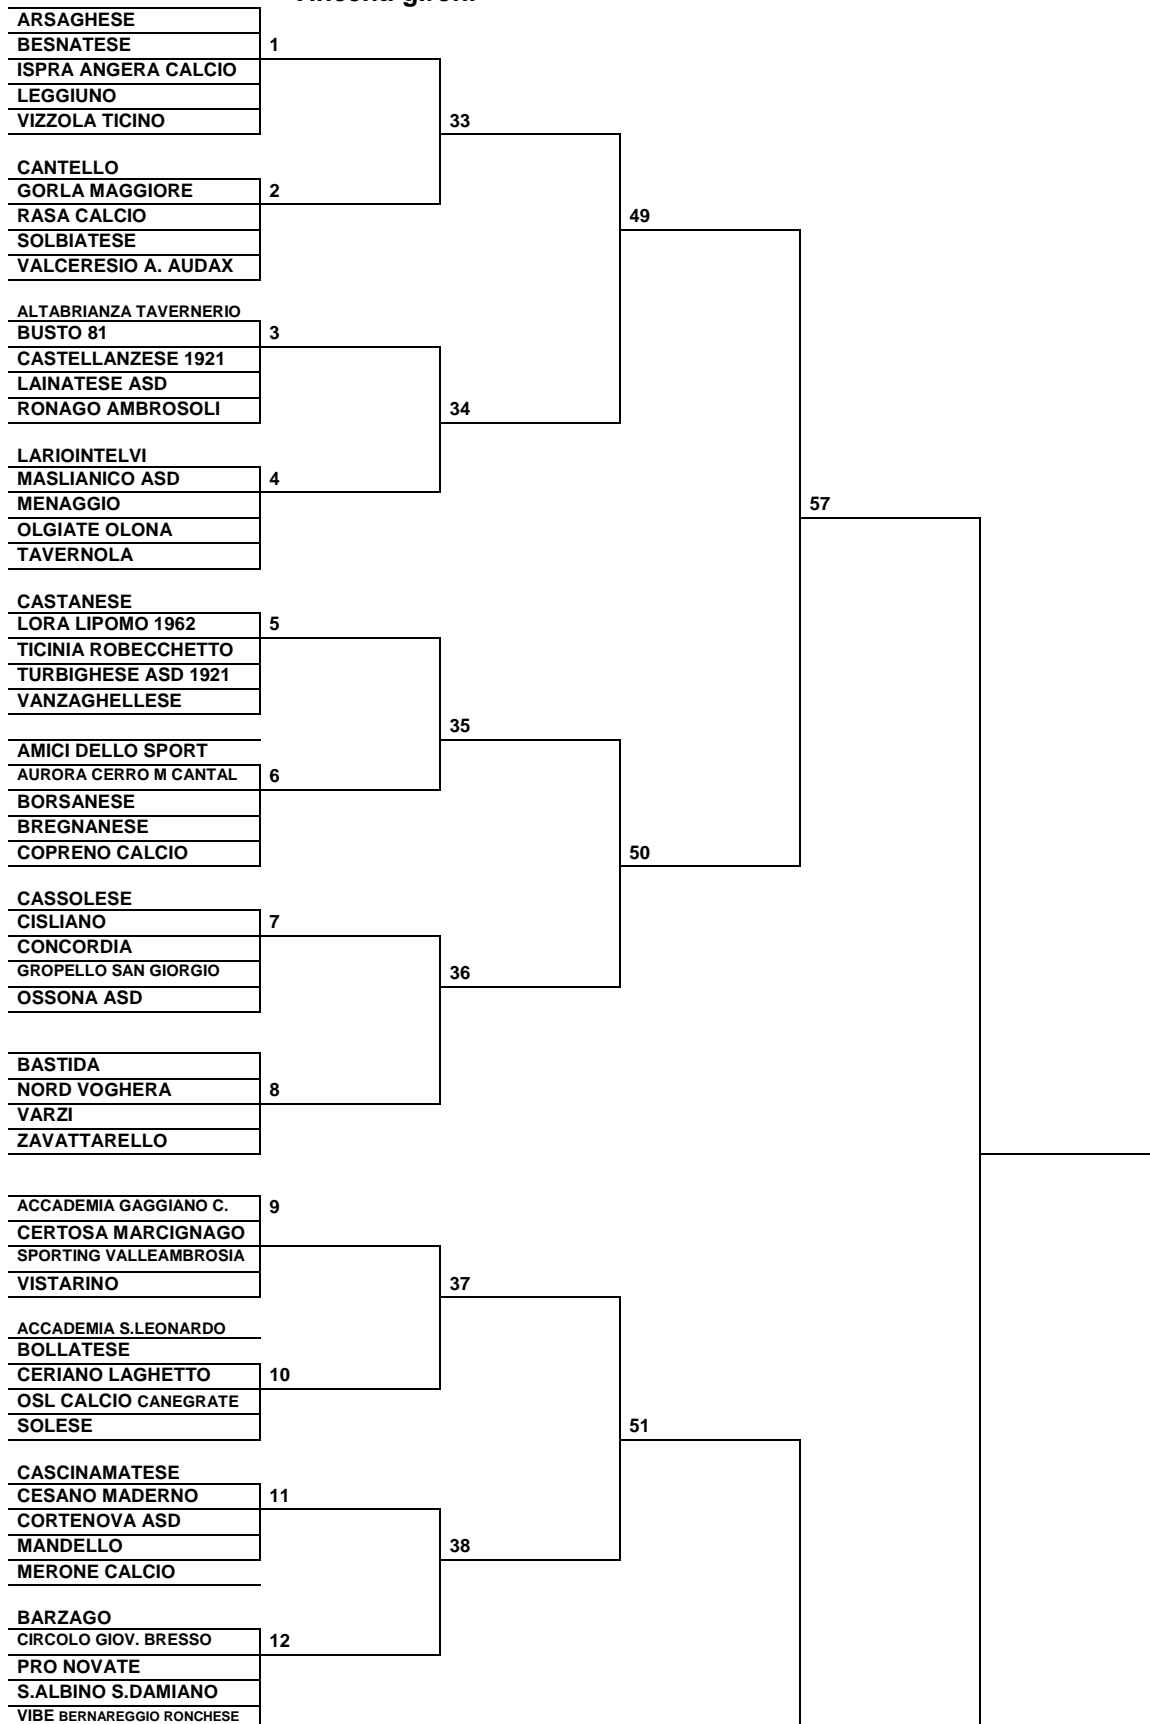 ARSAGHESE
BESNATESE 1
ISPRA ANGERA CALCIO
LEGGIUNO
VIZZOLA TICINO 33
CANTELLO
GORLA MAGGIORE 2
RASA CALCIO 49
SOLBIATESE
VALCERESIO A. AUDAX
ALTABRIANZA TAVERNERIO
BUSTO 81 3
CASTELLANZESE 1921
LAINATESE ASD
RONAGO AMBROSOLI 34
LARIOINTELVI
MASLIANICO ASD 4
MENAGGIO 57
OLGIATE OLONA
TAVERNOLA
CASTANESE
LORA LIPOMO 1962 5
TICINIA ROBECCHETTO
TURBIGHESE ASD 1921
VANZAGHELLESE
35
AMICI DELLO SPORT
AURORA CERRO M CANTAL 6
BORSANESE
BREGNANESE
COPRENO CALCIO 50
CASSOLESE
CISLIANO 7
CONCORDIA
GROPELLO SAN GIORGIO 36
OSSONA ASD
BASTIDA
NORD VOGHERA 8
VARZI
ZAVATTARELLO
ACCADEMIA GAGGIANO C. 9
CERTOSA MARCIGNAGO
SPORTING VALLEAMBROSIA
VISTARINO 37
ACCADEMIA S.LEONARDO
BOLLATESE
CERIANO LAGHETTO 10
OSL CALCIO CANEGRATE
SOLESE 51
CASCINAMATESE
CESANO MADERNO 11
CORTENOVA ASD
MANDELLO 38
MERONE CALCIO
BARZAGO
CIRCOLO GIOV. BRESSO 12
PRO NOVATE
S.ALBINO S.DAMIANO
VIBE BERNAREGGIO RONCHESE